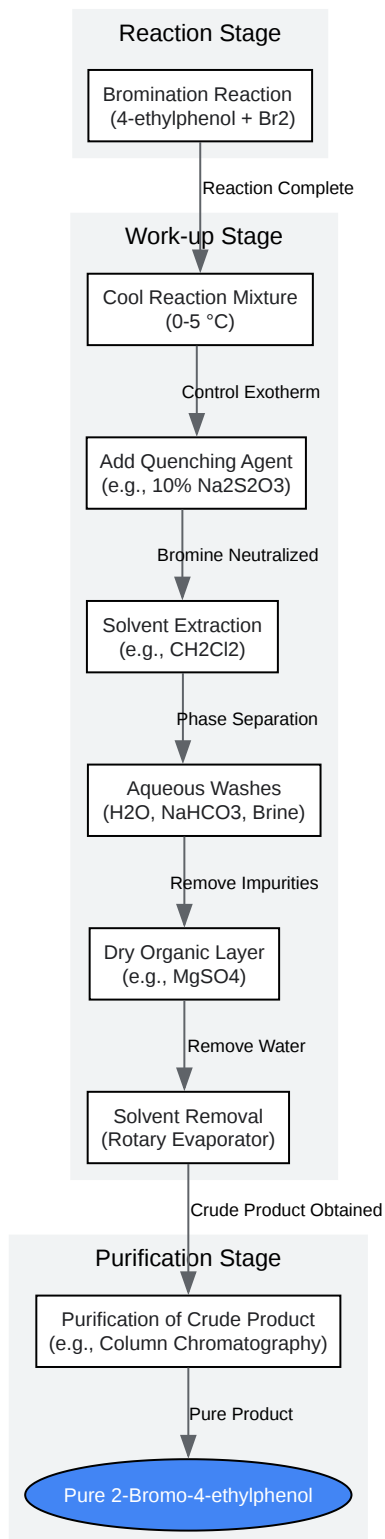 Reaction Stage
Bromination Reaction
(4-ethylphenol + Br2)
Reaction Complete
Work-up Stage
Cool Reaction Mixture
(0-5 °C)
Control Exotherm
Add Quenching Agent
(e.g., 10% Na2S2O3)
Bromine Neutralized
Solvent Extraction
(e.g., CH2Cl2)
Phase Separation
Aqueous Washes
(H2O, NaHCO3, Brine)
Remove Impurities
Dry Organic Layer
(e.g., MgSO4)
Remove Water
Solvent Removal
(Rotary Evaporator)
Crude Product Obtained
Purification Stage
Purification of Crude Product
(e.g., Column Chromatography)
Pure Product
Pure 2-Bromo-4-ethylphenol